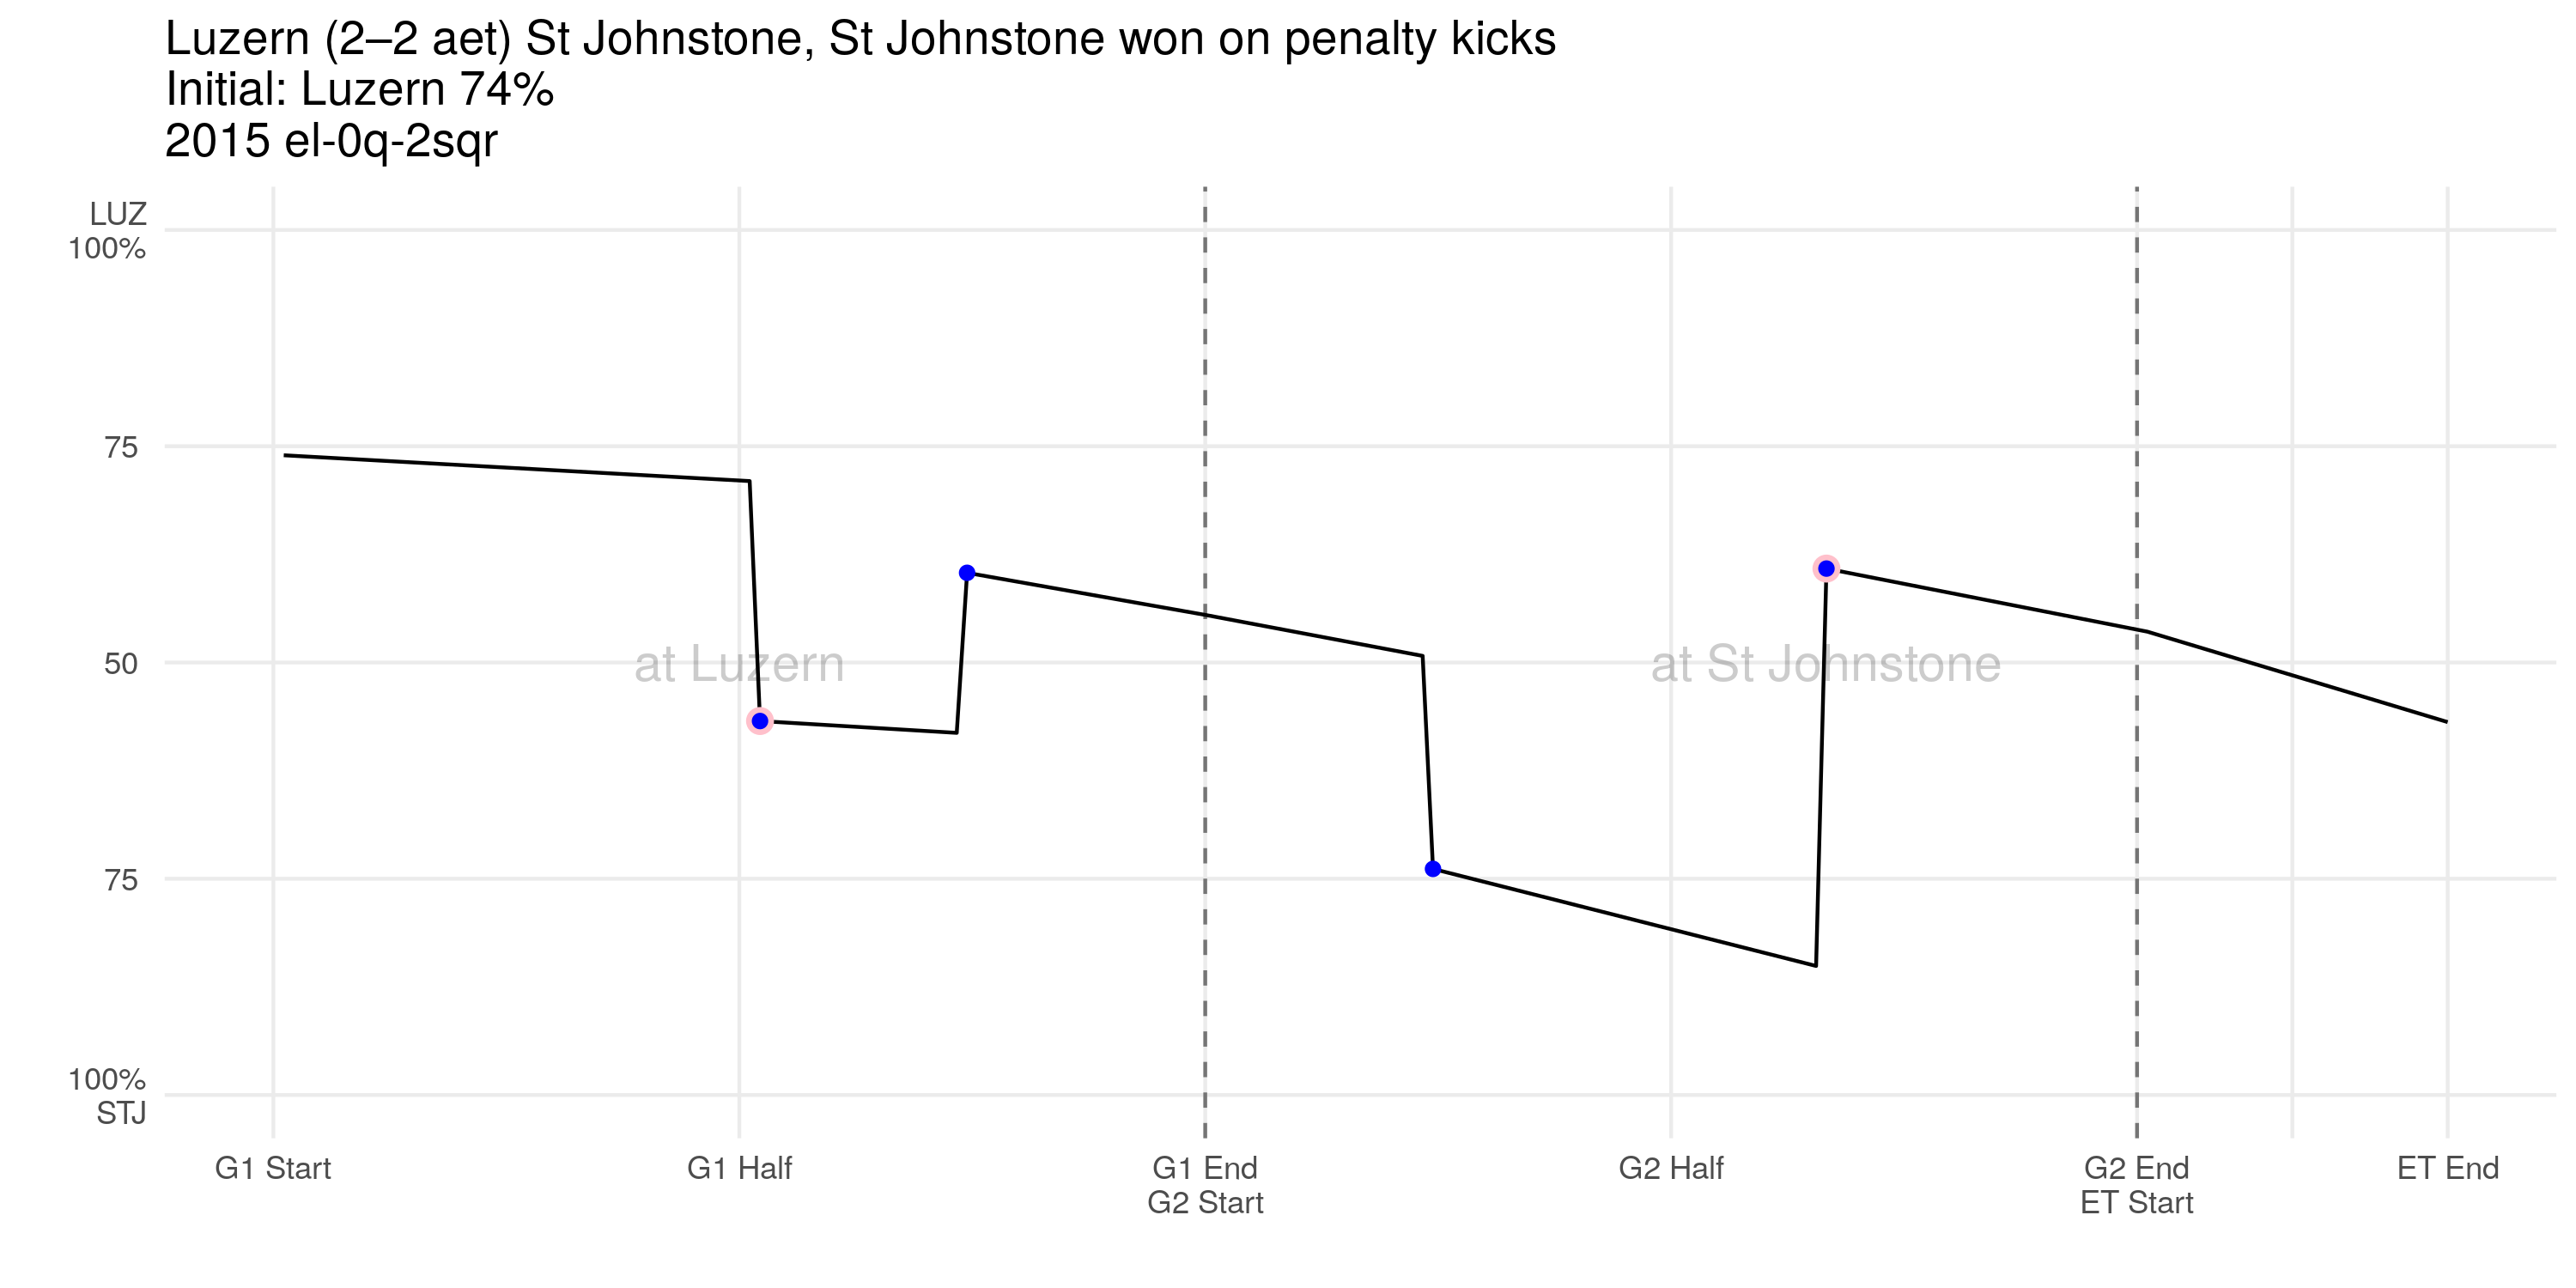 Luzern (2–2 aet) St Johnstone, St Johnstone won on penalty kicks
Initial: Luzern 74%
2015 el-0q-2sqr
LUZ
100%
75
50
75
100%
STJ
at Luzern
at St Johnstone
G1 Start
G1 Half
G1 End
G2 Start
G2 Half
G2 End
ET Start
ET End